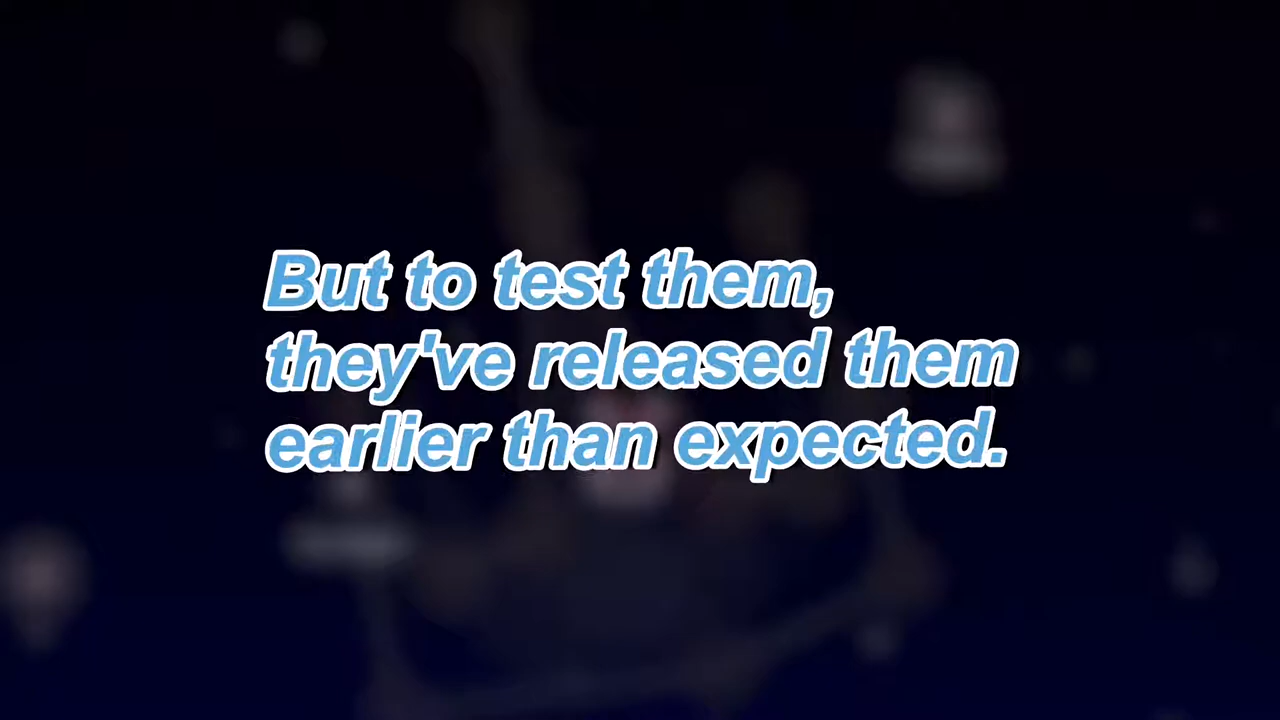 But to test them,
they've released them
earlier than expected.